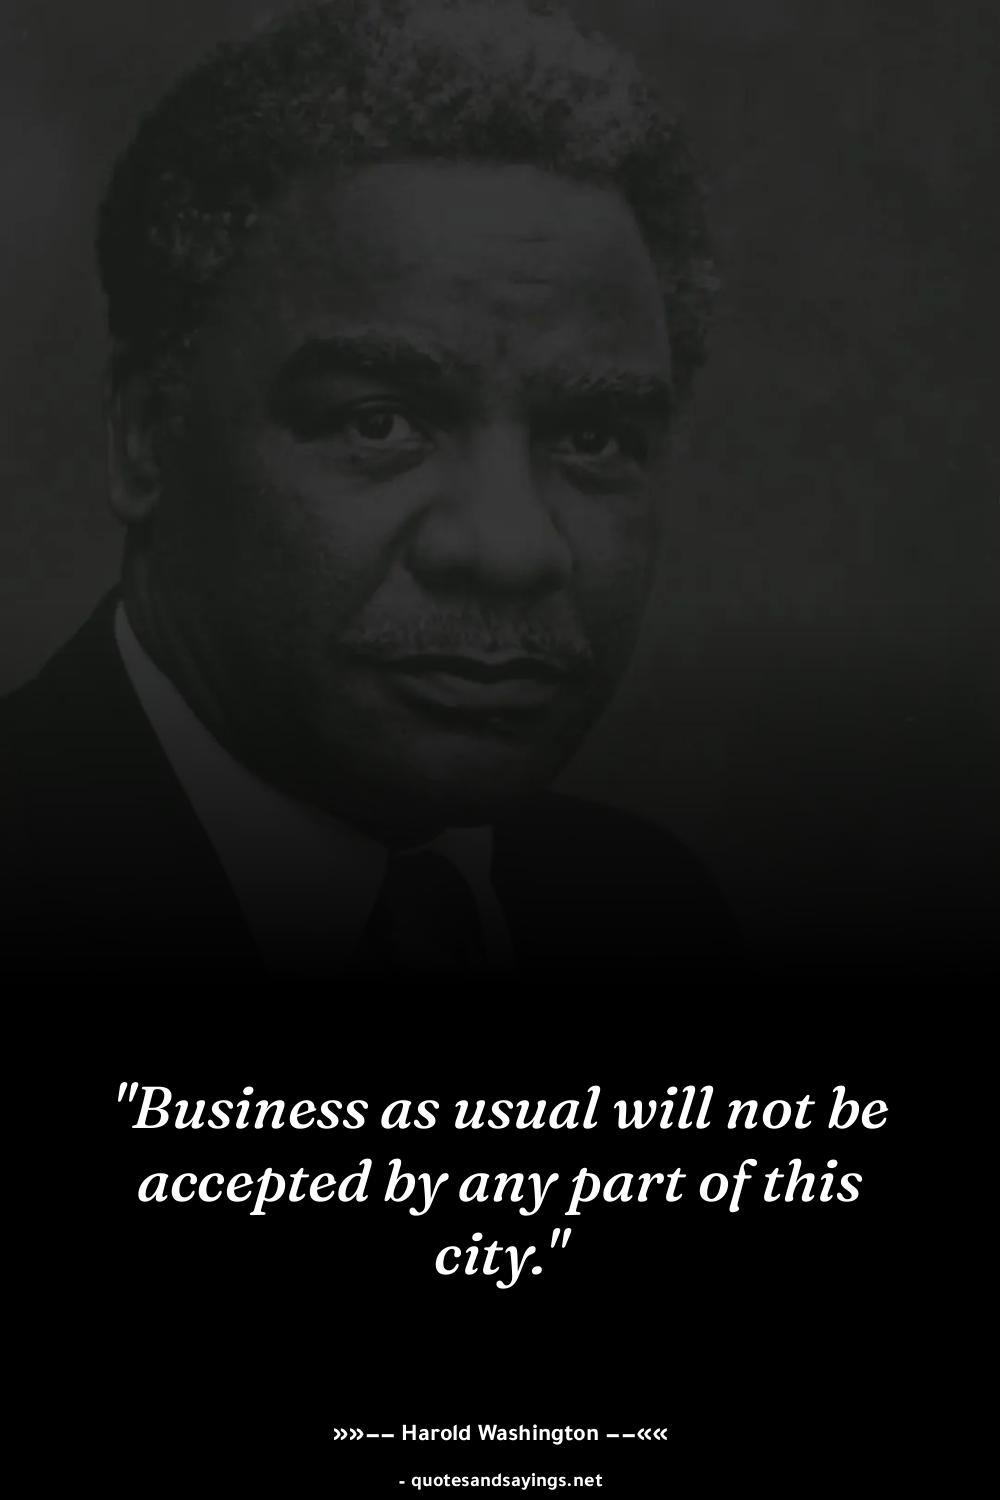 "Business as usual will not be
accepted by any part of this
city."
»»–– Harold Washington ––««
- quotesandsayings.net